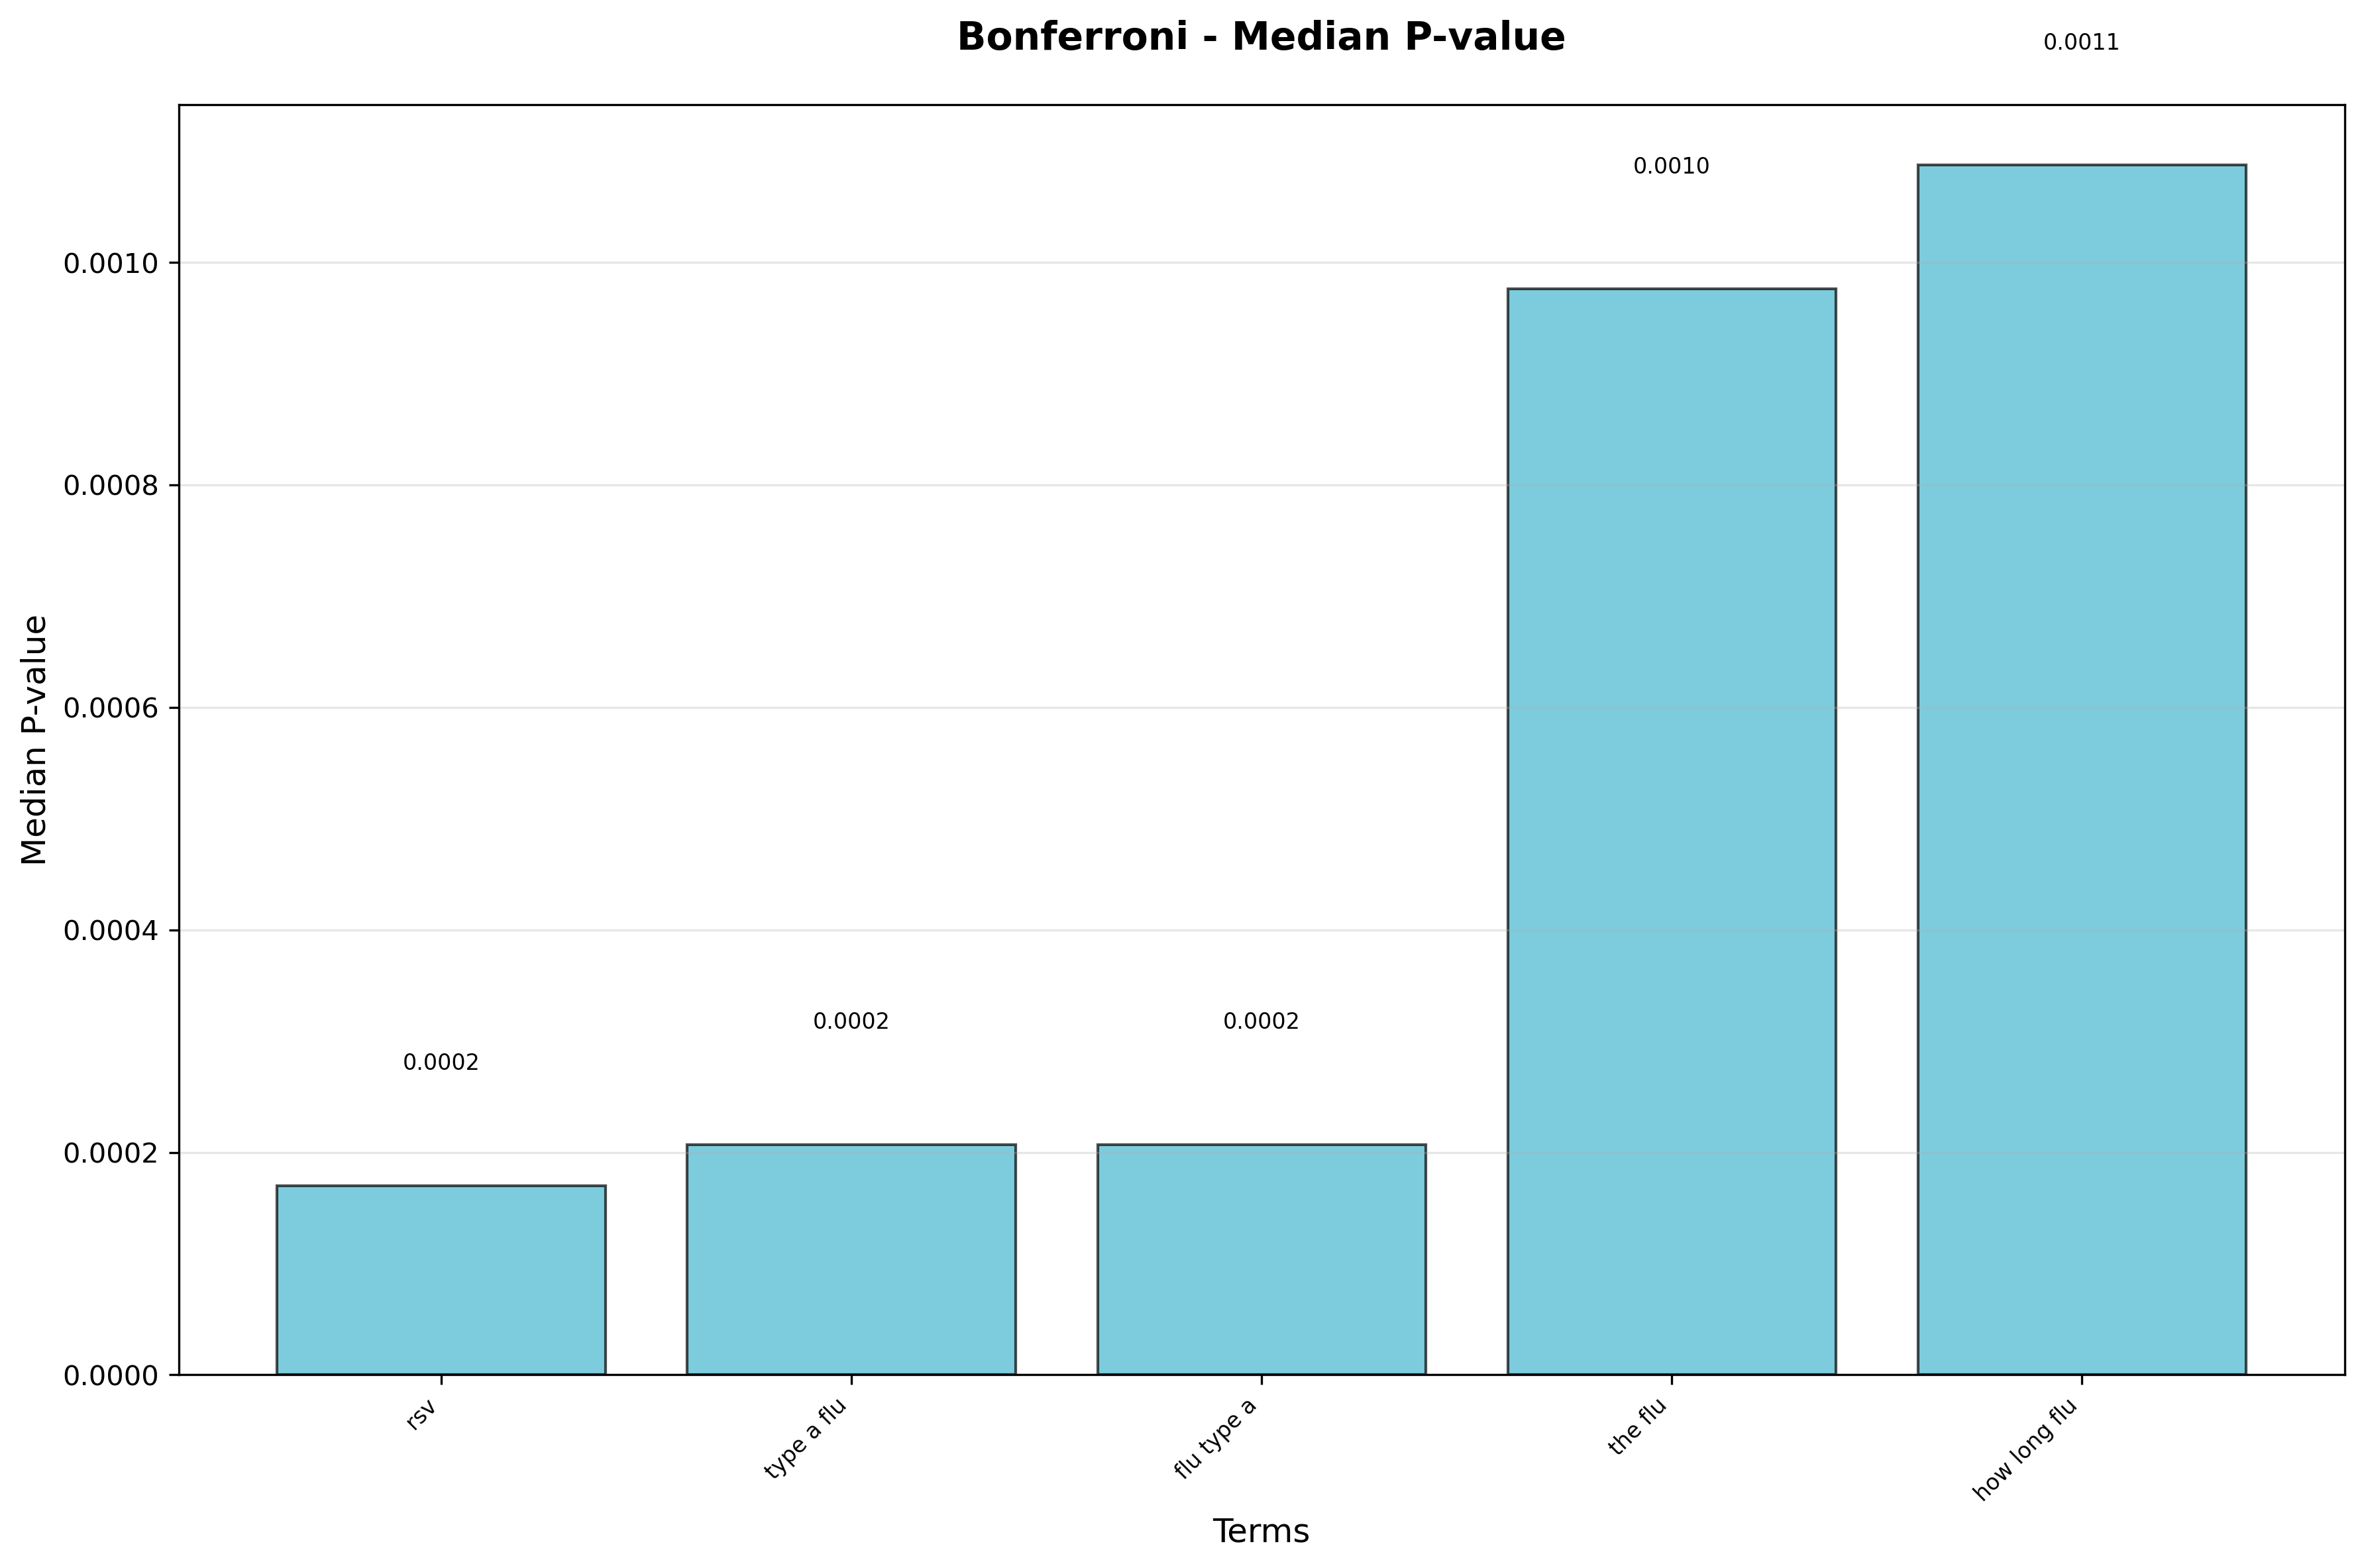 Bonferroni - Median P-value
0.0011
0.0010
0.0010
0.0008
0.0006
0.0004
0.0002
0.0002
0.0002
0.0002
0.0000
Median P-value
rsv
type a flu
flu type a
the flu
how long flu
Terms